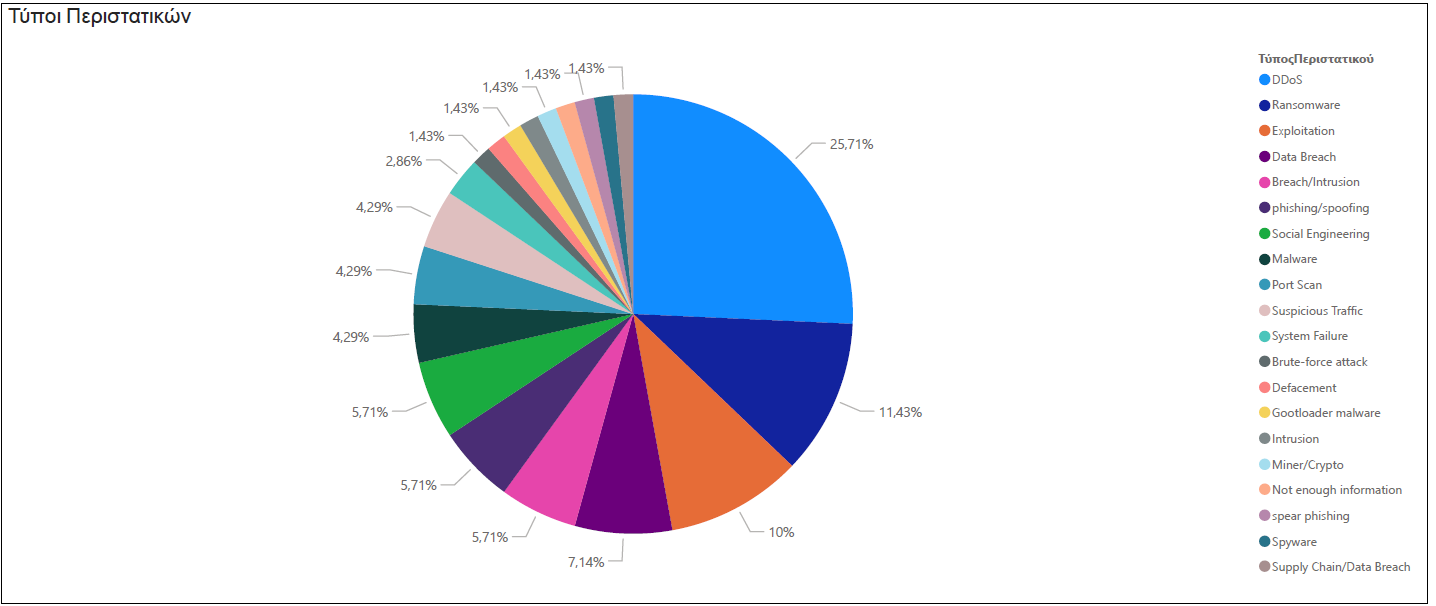 Τύποι Περιστατικών
1,43%
1,43%
1,43%
1,43%
1,43%
2,86%
4,29%
4,29%
4,29%
5,71%
5,71%
5,71%
7,14%
10%
11,43%
25,71%
ΤύποςΠεριστατικού
DDoS
Ransomware
Exploitation
Data Breach
Breach/Intrusion
phishing/spoofing
Social Engineering
Malware
Port Scan
Suspicious Traffic
System Failure
Brute-force attack
Defacement
Gootloader malware
Intrusion
Miner/Crypto
Not enough information
spear phishing
Spyware
Supply Chain/Data Breach